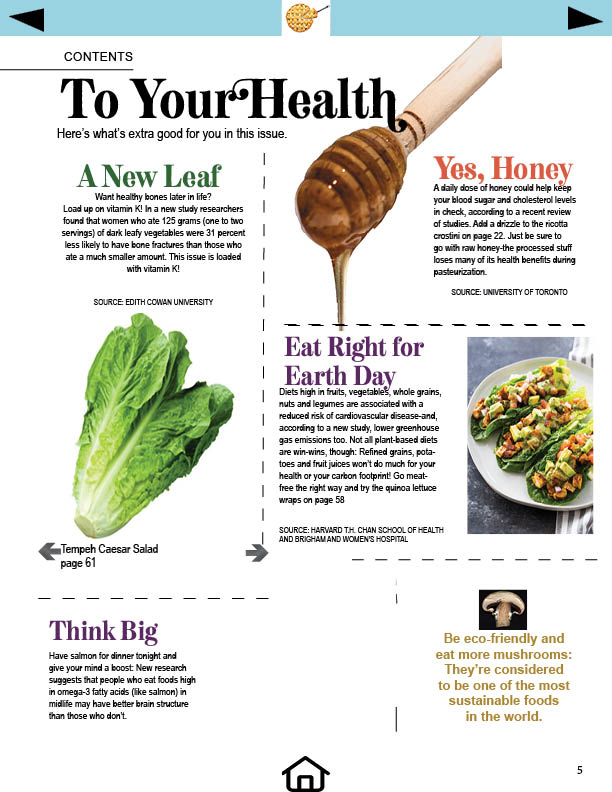 CONTENTS
To Your Health
Here's what's extra good for you in this issue.
A New Leaf
Want healthy bones later in life?
Load up on vitamin K! In a new study researchers
found that women who ate 125 grams (one to two
servings) of dark leafy vegetables were 31 percent
less likely to have bone fractures than those who
ate a much smaller amount. This issue is loaded
with vitamin K!
SOURCE: EDITH COWAN UNIVERSITY
Tempeh Caesar Salad
page 61
Yes, Honey
A daily dose of honey could help keep
your blood sugar and cholesterol levels
in check, according to a recent review
of studies. Add a drizzle to the ricotta
crostini on page 22. Just be sure to
go with raw honey-the processed stuff
loses many of its health benefits during
pasteurization.
SOURCE: UNIVERSITY OF TORONTO
Eat Right for
Earth Day
Diets high in fruits, vegetables, whole grains,
nuts and legumes are associated with a
reduced risk of cardiovascular disease-and,
according to a new study, lower greenhouse
gas emissions too. Not all plant-based diets
are win-wins, though: Refined grains, pota-
toes and fruit juices won't do much for your
health or your carbon footprint! Go meat-
free the right way and try the quinoa lettuce
wraps on page 58
SOURCE: HARVARD T.H. CHAN SCHOOL OF HEALTH
AND BRIGHAM AND WOMEN'S HOSPITAL
Think Big
Have salmon for dinner tonight and
give your mind a boost: New research
suggests that people who eat foods high
in omega-3 fatty acids (like salmon) in
midlife may have better brain structure
than those who don't.
Be eco-friendly and
eat more mushrooms:
They're considered
to be one of the most
sustainable foods
in the world.
5